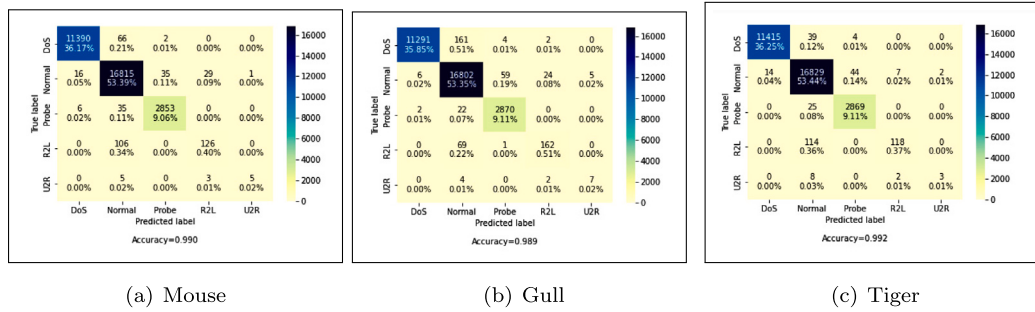 DoS 11390 66 2 0 0
36.17% 0.21% 0.01% 0.00% 0.00%
Normal 16 16815 35 29 1
0.05% 53.39% 0.11% 0.09% 0.00%
Probe 6 35 2853 0 0
0.02% 0.11% 9.06% 0.00% 0.00%
R2L 0 106 0 126 0
0.00% 0.34% 0.00% 0.40% 0.00%
U2R 0 5 0 3 5
0.00% 0.02% 0.00% 0.01% 0.02%
True label
DoS Normal Probe R2L U2R
Predicted label
Accuracy=0.990
16000
14000
12000
10000
8000
6000
4000
2000
0
(a) Mouse
DoS 11291 161 4 2 0
35.85% 0.51% 0.01% 0.01% 0.00%
Normal 6 16802 59 24 5
0.02% 53.35% 0.19% 0.08% 0.02%
Probe 2 22 2870 0 0
0.01% 0.07% 9.11% 0.00% 0.00%
R2L 0 69 1 162 0
0.00% 0.22% 0.00% 0.51% 0.00%
U2R 0 4 0 2 7
0.00% 0.01% 0.00% 0.01% 0.02%
True label
DoS Normal Probe R2L U2R
Predicted label
Accuracy=0.989
16000
14000
12000
10000
8000
6000
4000
2000
0
(b) Gull
DoS 11415 39 4 0 0
36.25% 0.12% 0.01% 0.00% 0.00%
Normal 14 16829 44 7 2
0.04% 53.44% 0.14% 0.02% 0.01%
Probe 0 25 2869 0 0
0.00% 0.08% 9.11% 0.00% 0.00%
R2L 0 114 0 118 0
0.00% 0.36% 0.00% 0.37% 0.00%
U2R 0 8 0 2 3
0.00% 0.03% 0.00% 0.01% 0.01%
True label
DoS Normal Probe R2L U2R
Predicted label
Accuracy=0.992
16000
14000
12000
10000
8000
6000
4000
2000
0
(c) Tiger